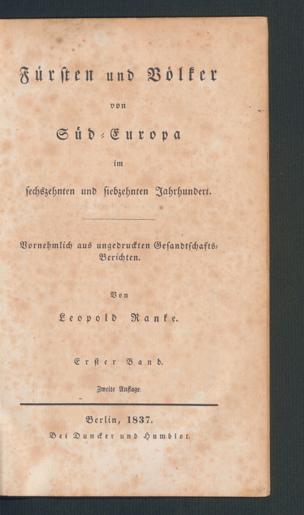 Fürsten und Völker
von
Süd-Europa
im
sechszehnten und siebzehnten Jahrhundert.
Vornehmlich aus ungedruckten Gesandtschafts-
Berichten.
Von
Leopold Ranke.
Erster Band.
Zweite Auflage.
Berlin, 1837.
Bei Duncker und Humblot.